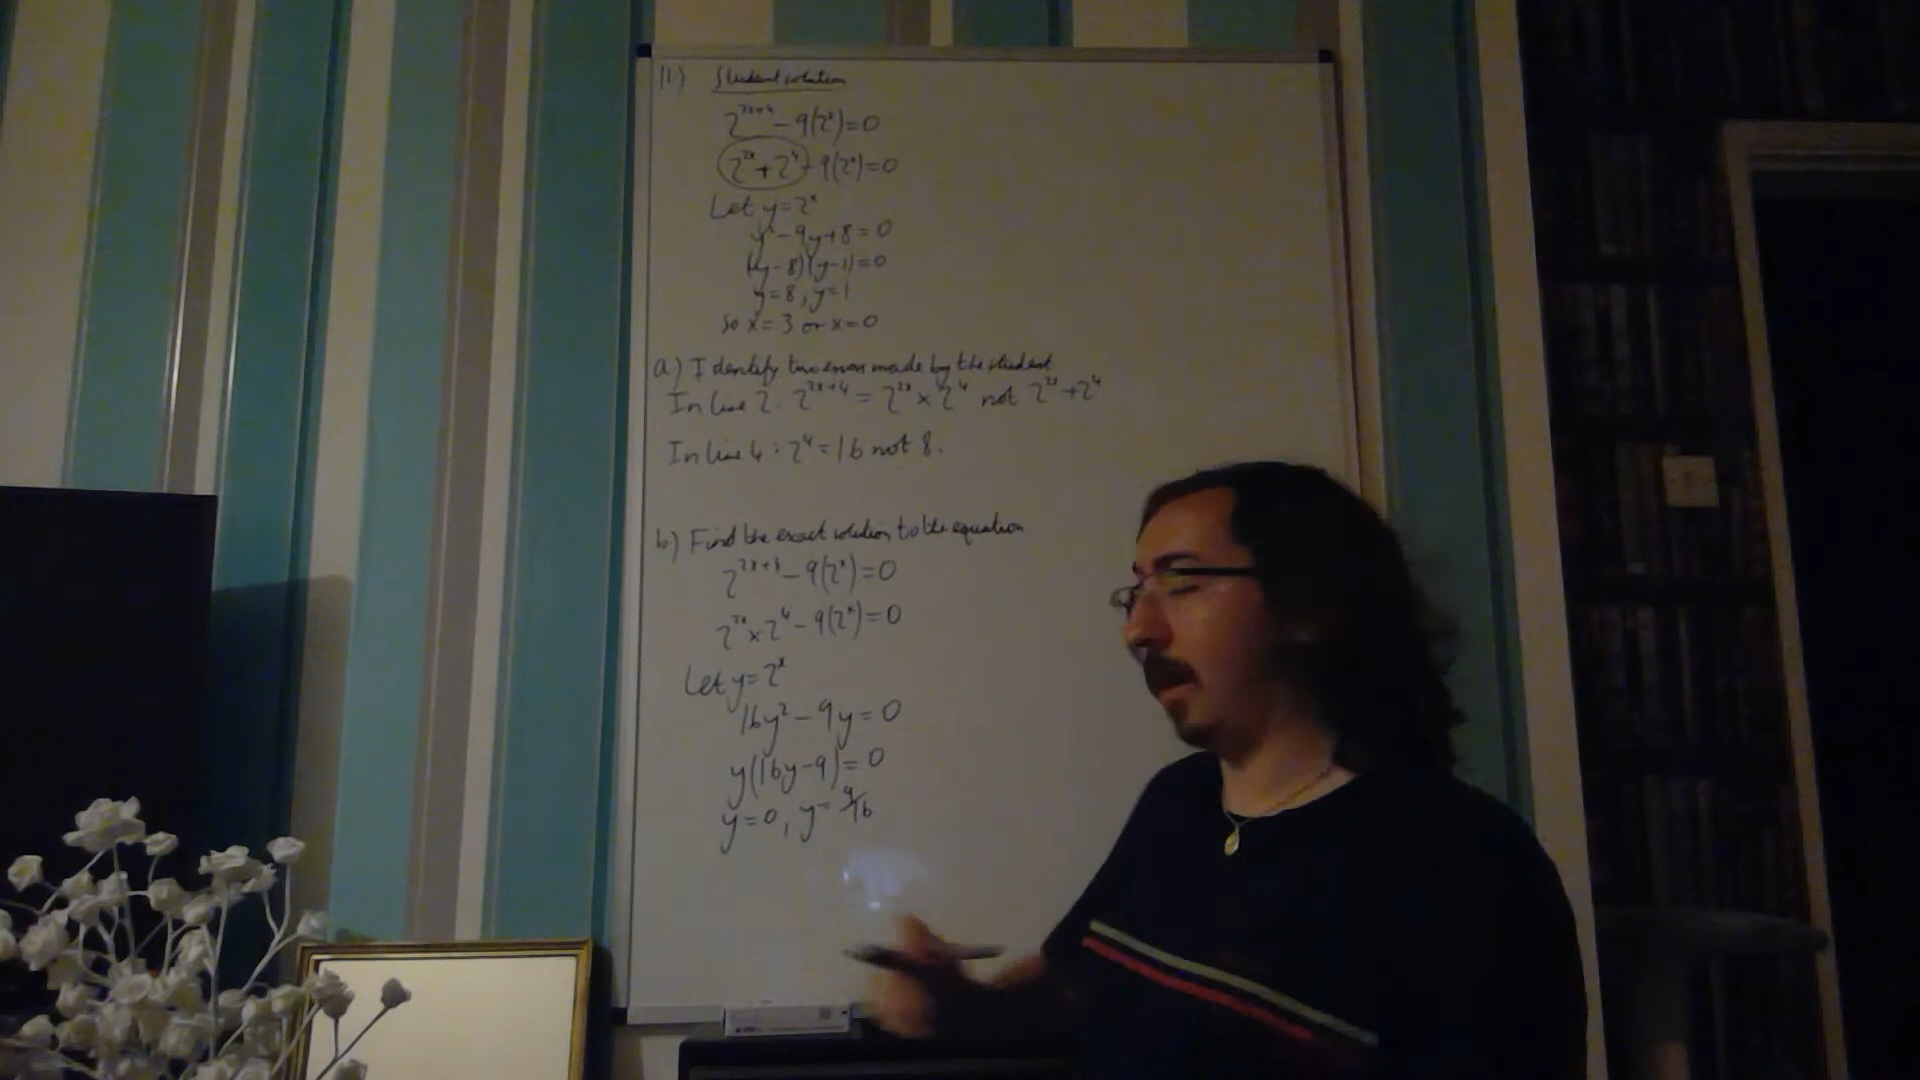 11.) Student solution
2^{2x+4} - 9(2^x) = 0
2^{2x} + 2^4 - 9(2^x) = 0
Let y = 2^x
y² - 9y + 8 = 0
(y - 8)(y - 1) = 0
y = 8, y = 1
So x = 3 or x = 0
a) Identify two errors made by the student
In line 2: 2^{2x+4} = 2^{2x} × 2^4 not 2^{2x} + 2^4
In line 4: 2^4 = 16 not 8.
b) Find the exact solution to the equation
2^{2x+4} - 9(2^x) = 0
2^{2x} × 2^4 - 9(2^x) = 0
Let y = 2^x
16y² - 9y = 0
y(16y - 9) = 0
y = 0, y = 9/16